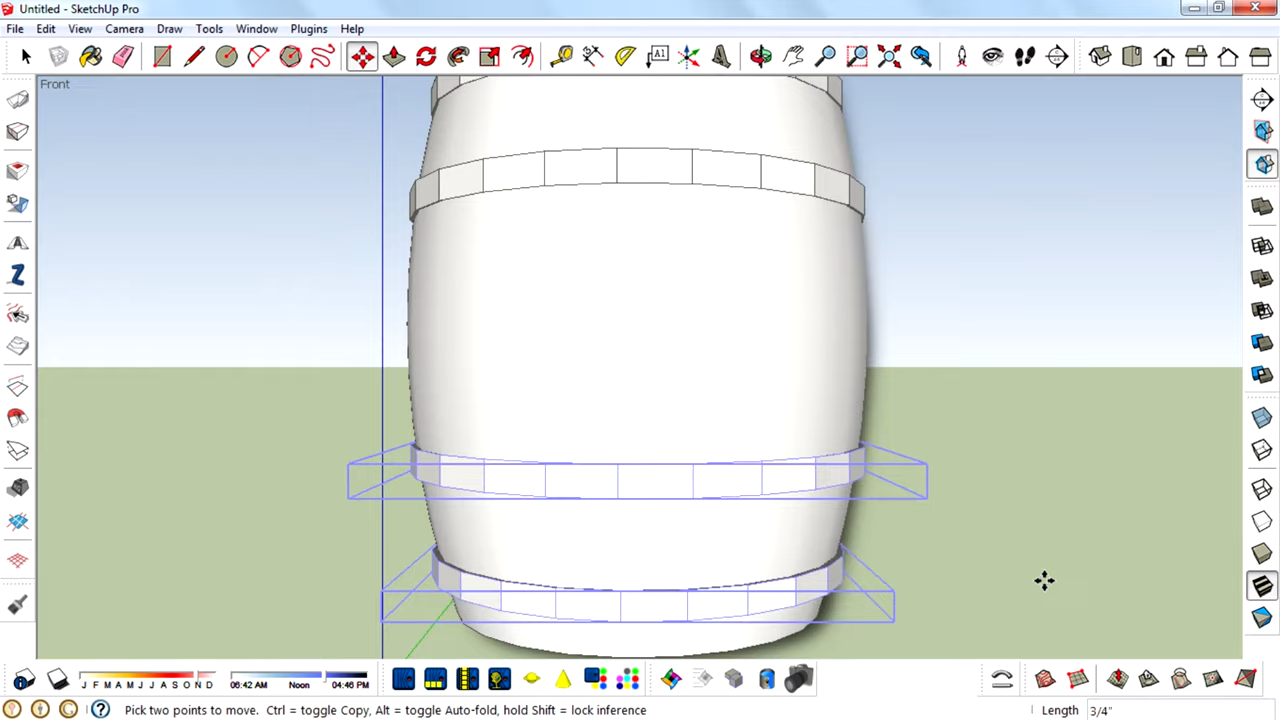 Untitled - SketchUp Pro
File Edit View Camera Draw Tools Window Plugins Help
A1
Front
J F M A M J J A S O N D 06:42 AM Noon 04:46 PM
Pick two points to move. Ctrl = toggle Copy, Alt = toggle Auto-fold, hold Shift = lock inference Length 3/4"